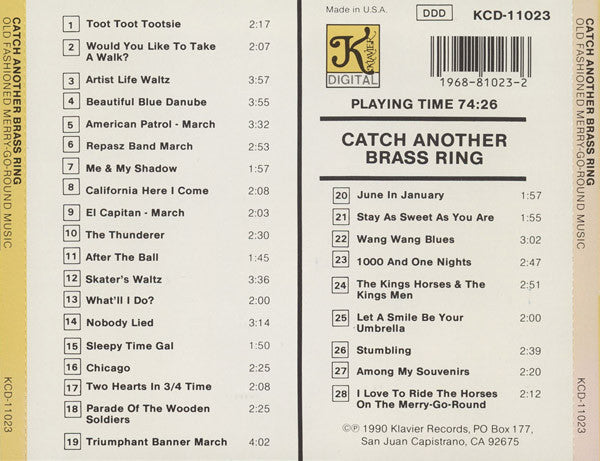 CATCH ANOTHER BRASS RING
OLD FASHIONED MERRY-GO-ROUND MUSIC
KCD-11023
1 Toot Toot Tootsie 2:17
2 Would You Like To Take
A Walk? 2:07
3 Artist Life Waltz 3:57
4 Beautiful Blue Danube 3:55
5 American Patrol - March 3:32
6 Repasz Band March 2:53
7 Me & My Shadow 1:57
8 California Here I Come 2:08
9 El Capitan - March 2:03
10 The Thunderer 2:30
11 After The Ball 1:45
12 Skater's Waltz 3:36
13 What'll I Do? 2:00
14 Nobody Lied 3:14
15 Sleepy Time Gal 1:50
16 Chicago 2:25
17 Two Hearts In 3/4 Time 2:08
18 Parade Of The Wooden
Soldiers 2:25
19 Triumphant Banner March 4:02
Made in U.S.A. DDD KCD-11023
K
KLAVIER
DIGITAL
1968-81023-2
PLAYING TIME 74:26
CATCH ANOTHER
BRASS RING
20 June In January 1:57
21 Stay As Sweet As You Are 1:55
22 Wang Wang Blues 3:02
23 1000 And One Nights 2:47
24 The Kings Horses & The
Kings Men 2:51
25 Let A Smile Be Your
Umbrella 2:00
26 Stumbling 2:39
27 Among My Souvenirs 2:20
28 I Love To Ride The Horses
On The Merry-Go-Round 2:12
©℗ 1990 Klavier Records, PO Box 177,
San Juan Capistrano, CA 92675
CATCH ANOTHER BRASS RING
OLD FASHIONED MERRY-GO-ROUND MUSIC
KCD-11023